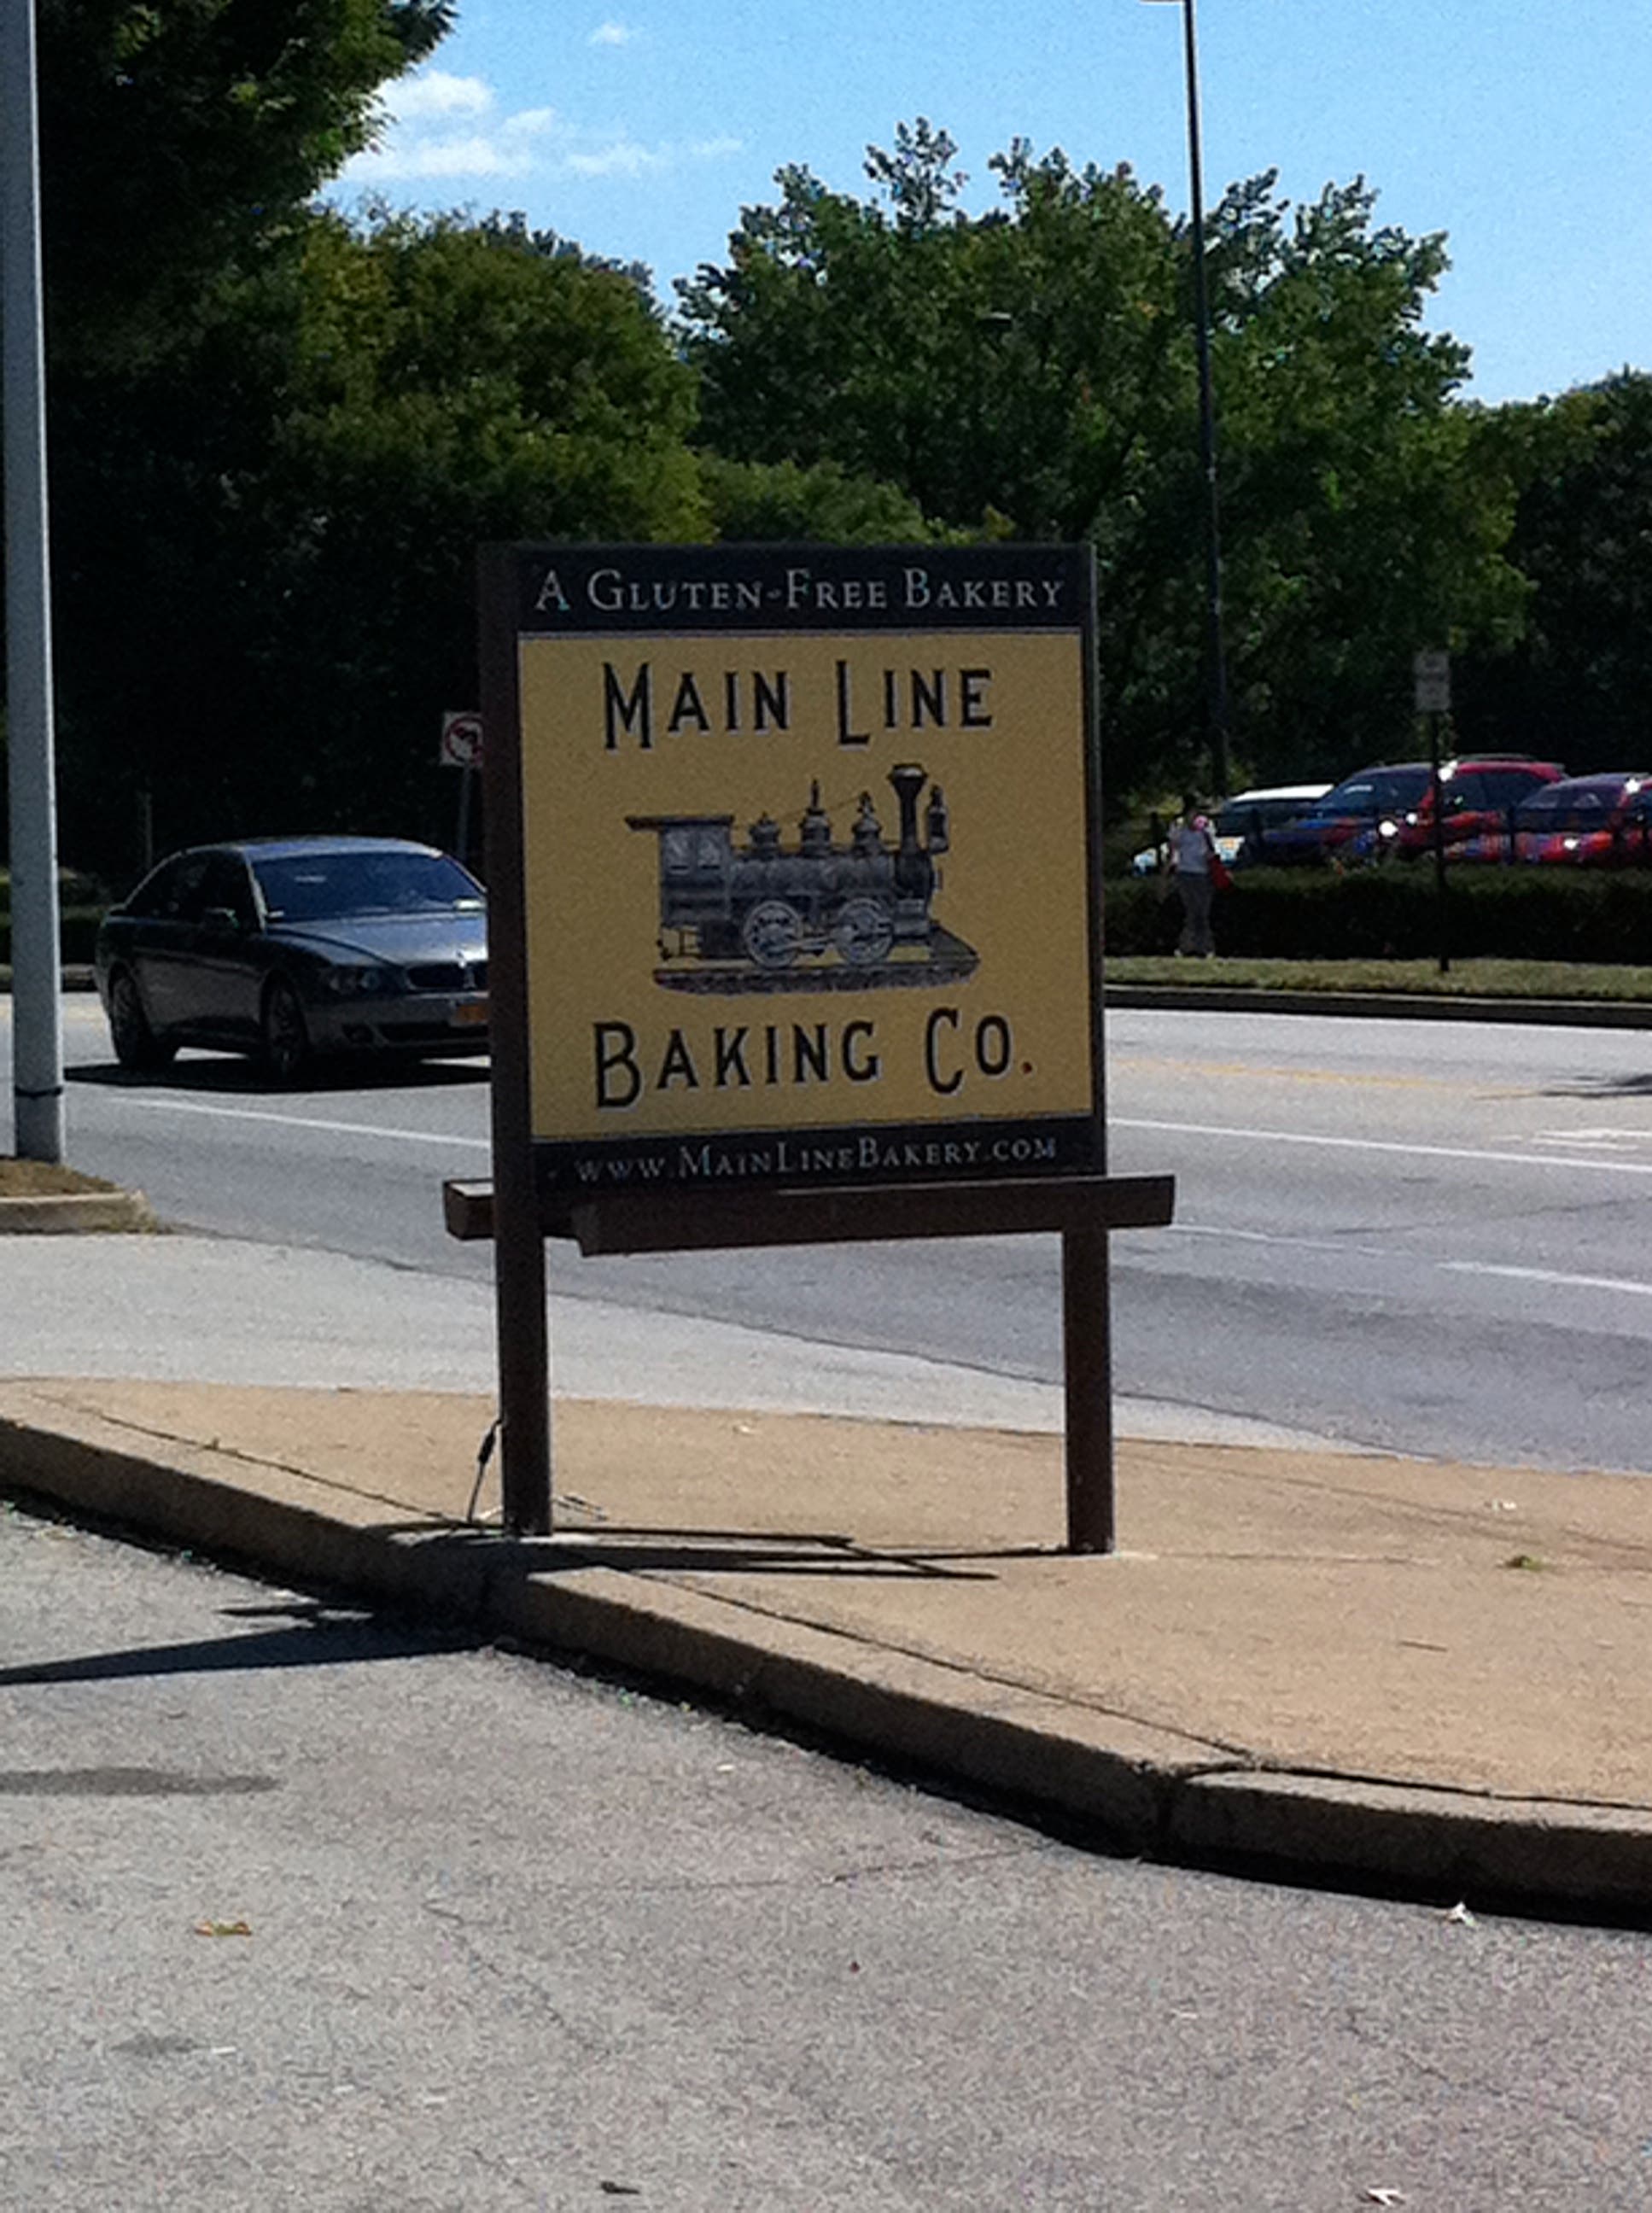 A GLUTEN-FREE BAKERY
MAIN LINE
BAKING CO.
WWW.MAINLINEBAKERY.COM